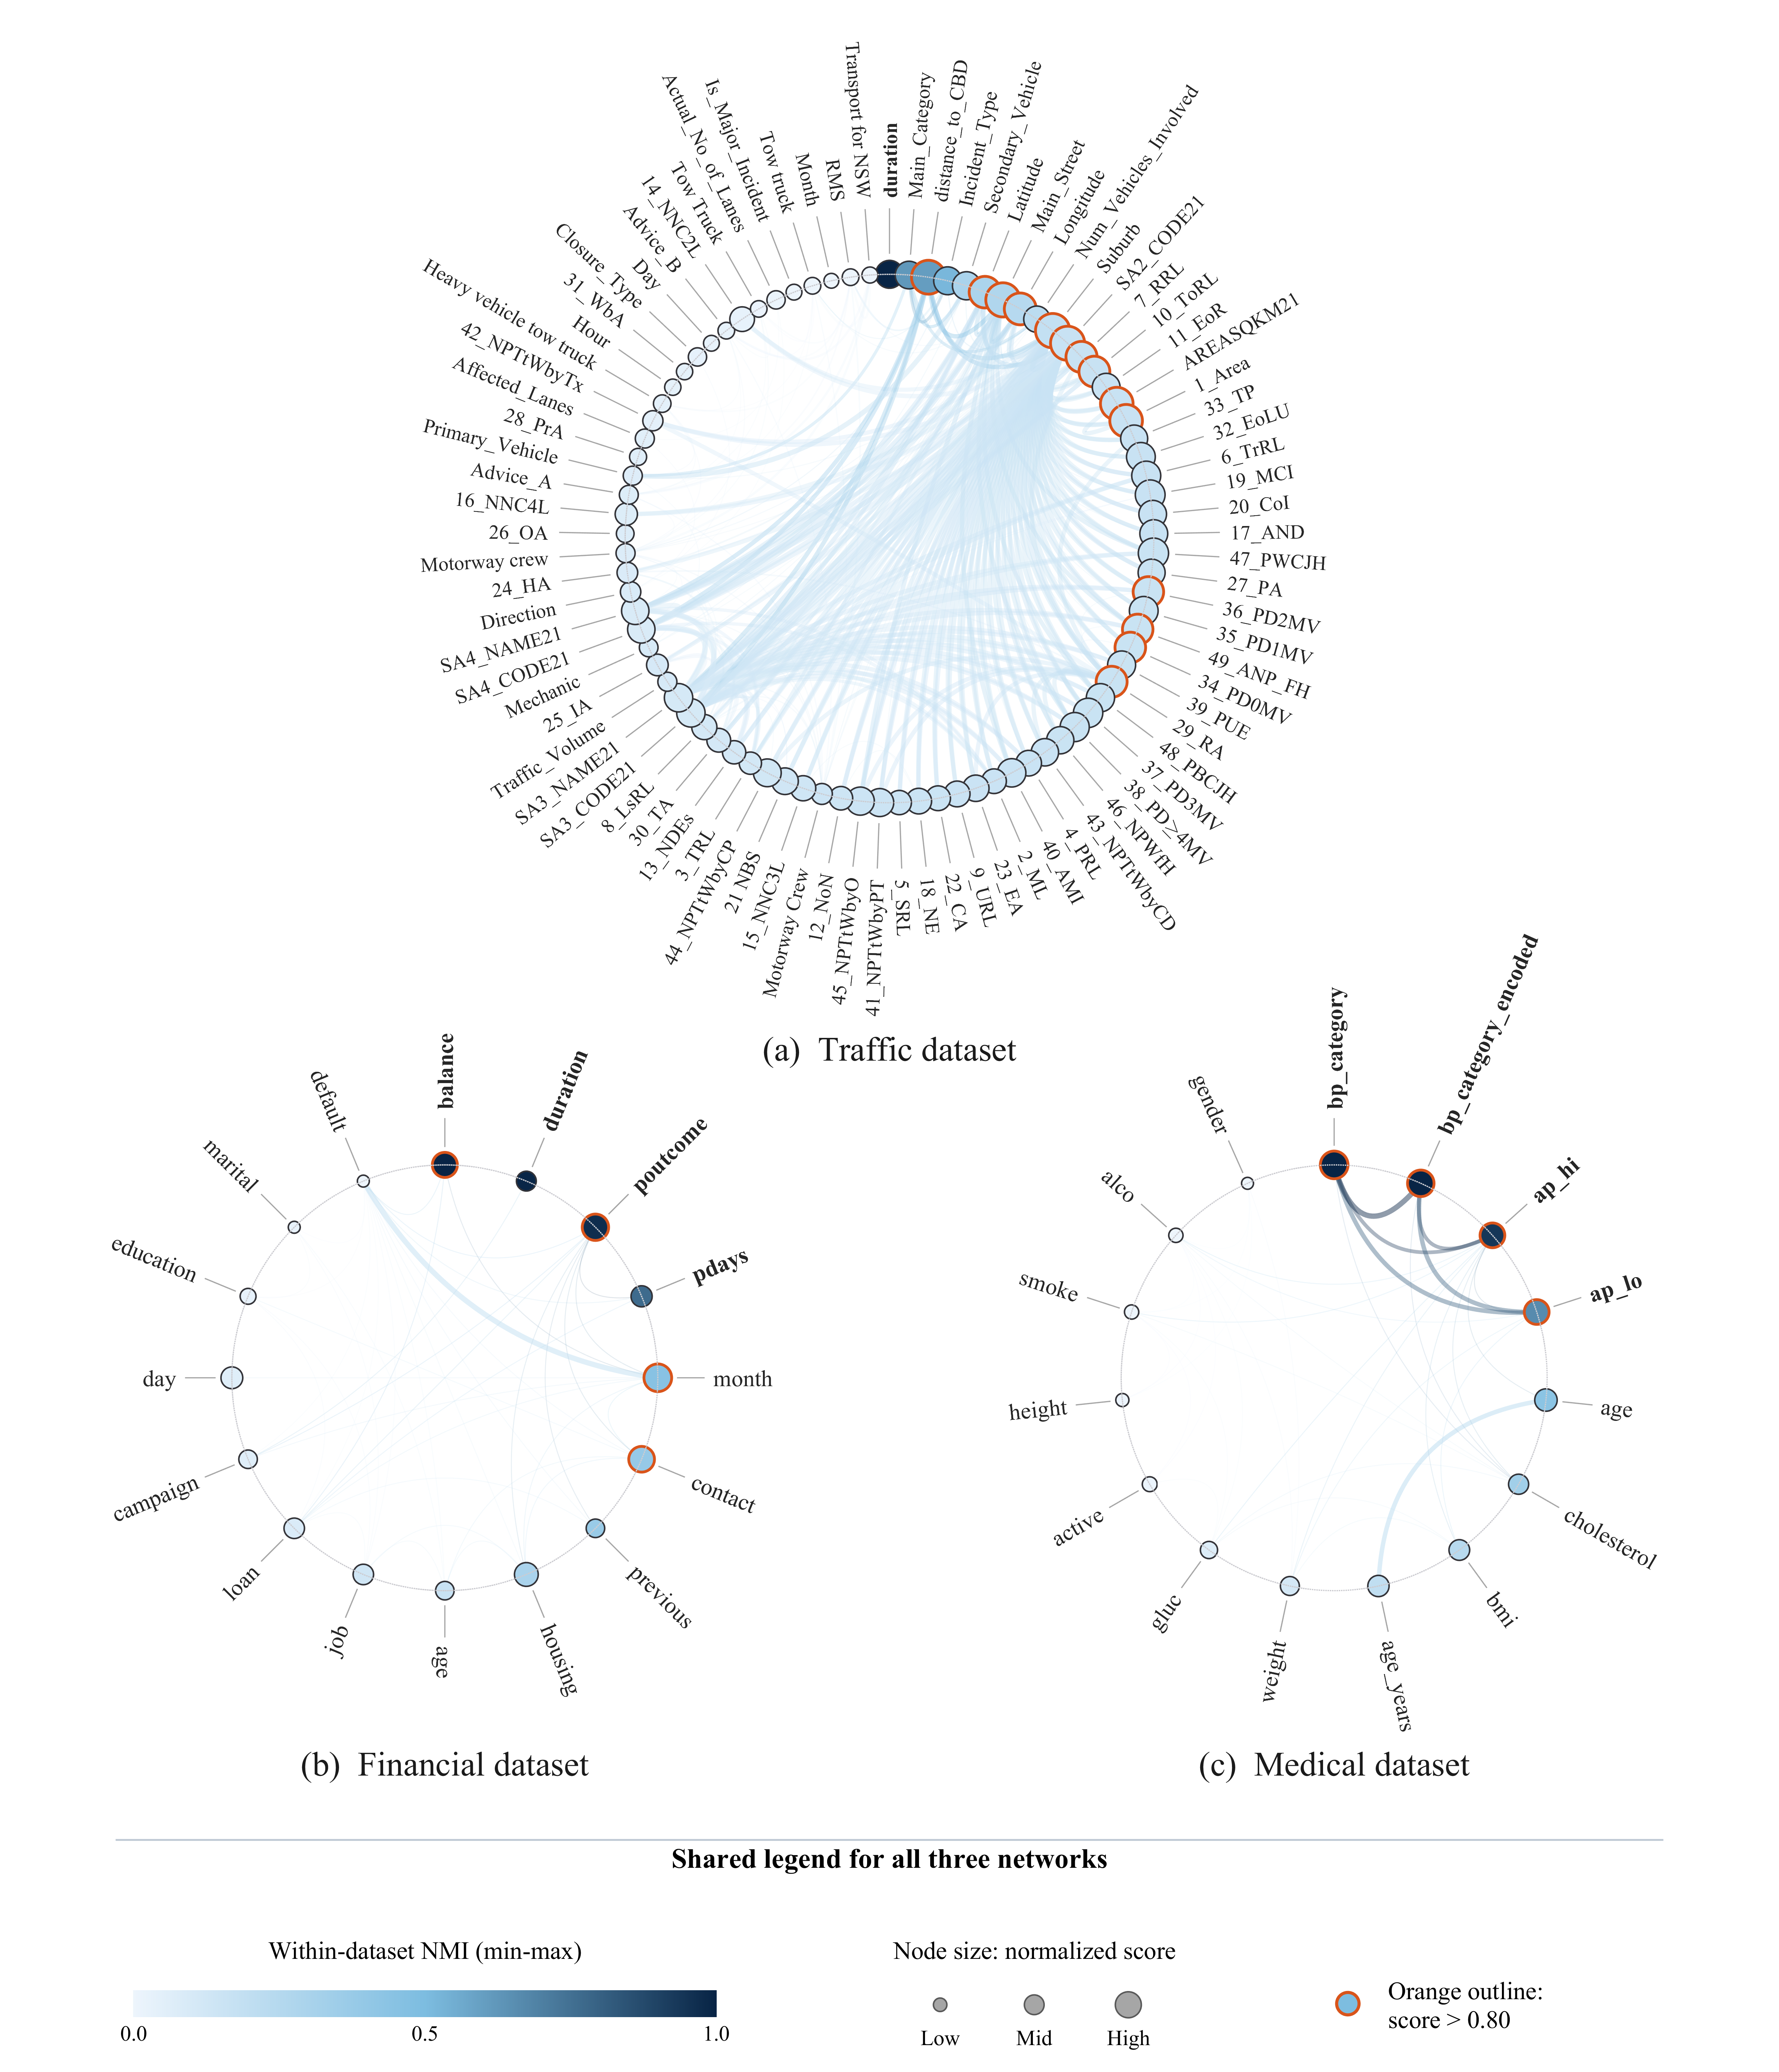 duration
Main_Category
distance_to_CBD
Incident_Type
Secondary_Vehicle
Latitude
Main_Street
Longitude
Num_Vehicles_Involved
Suburb
SA2_CODE21
7_RRL
10_ToRL
11_EoR
AREASQKM21
1_Area
33_TP
32_EoLU
6_TrRL
19_MCI
20_CoI
17_AND
47_PWCJH
27_PA
36_PD2MV
35_PD1MV
49_ANP_FH
34_PD0MV
39_PUE
29_RA
48_PBCJH
37_PD3MV
38_PD≥4MV
46_NPWfH
43_NPTtWbyCD
4_PRL
40_AMI
2_ML
23_EA
9_URL
22_CA
18_NE
5_SRL
41_NPTtWbyPT
45_NPTtWbyO
12_NoN
Motorway Crew
15_NNC3L
21 NBS
44_NPTtWbyCP
3_TRL
13_NDEs
30_TA
8_LsRL
SA3_CODE21
SA3_NAME21
Traffic_Volume
25_IA
Mechanic
SA4_CODE21
SA4_NAME21
Direction
24_HA
Motorway crew
26_OA
16_NNC4L
Advice_A
Primary_Vehicle
28_PrA
Affected_Lanes
42_NPTtWbyTx
Heavy vehicle tow truck
Hour
31_WbA
Closure_Type
Day
Advice_B
14_NNC2L
Tow Truck
Actual_No_of_Lanes
Is_Major_Incident
Tow truck
Month
RMS
Transport for NSW
(a) Traffic dataset
balance
duration
poutcome
pdays
month
contact
previous
housing
age
job
loan
campaign
day
education
marital
default
(b) Financial dataset
bp_category
bp_category_encoded
ap_hi
ap_lo
age
cholesterol
bmi
age_years
weight
gluc
active
height
smoke
alco
gender
(c) Medical dataset
Shared legend for all three networks
Within-dataset NMI (min-max)
0.0
0.5
1.0
Node size: normalized score
Low
Mid
High
Orange outline:
score > 0.80